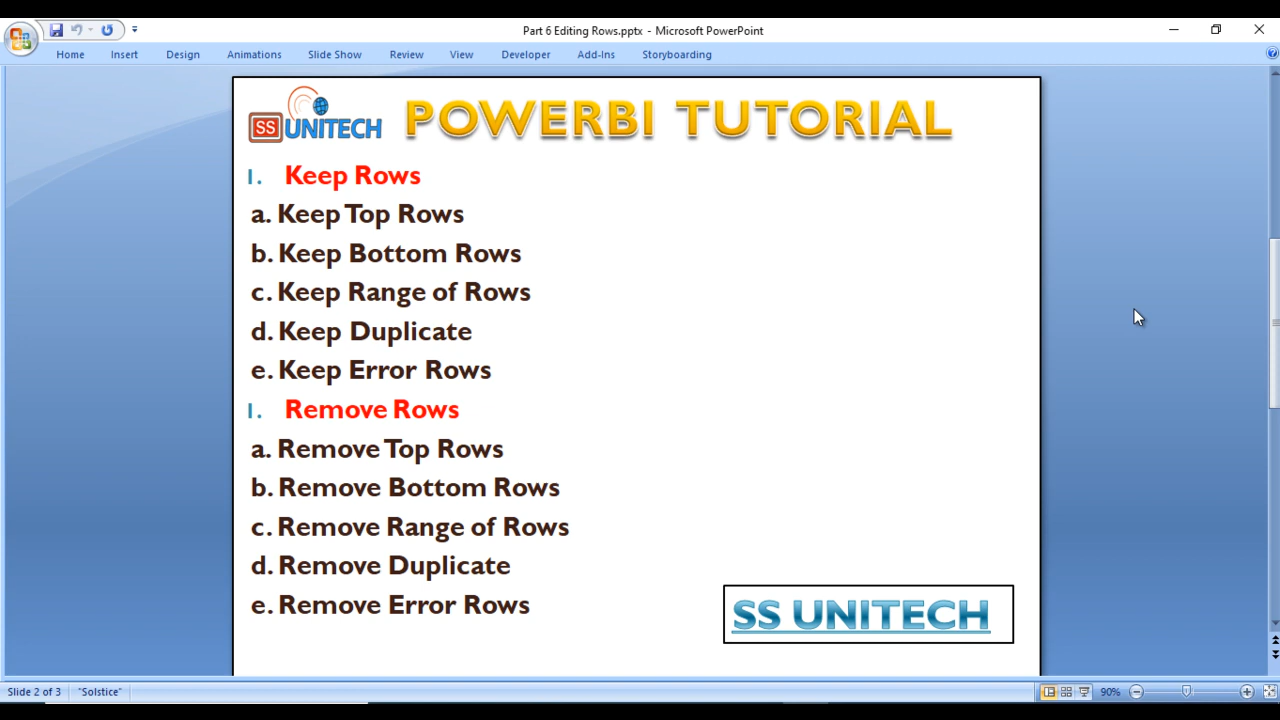 Part 6 Editing Rows.pptx - Microsoft PowerPoint
Home Insert Design Animations Slide Show Review View Developer Add-Ins Storyboarding
SS UNITECH
POWERBI TUTORIAL
1. Keep Rows
a. Keep Top Rows
b. Keep Bottom Rows
c. Keep Range of Rows
d. Keep Duplicate
e. Keep Error Rows
1. Remove Rows
a. Remove Top Rows
b. Remove Bottom Rows
c. Remove Range of Rows
d. Remove Duplicate
e. Remove Error Rows
SS UNITECH
Slide 2 of 3 "Solstice" 90%